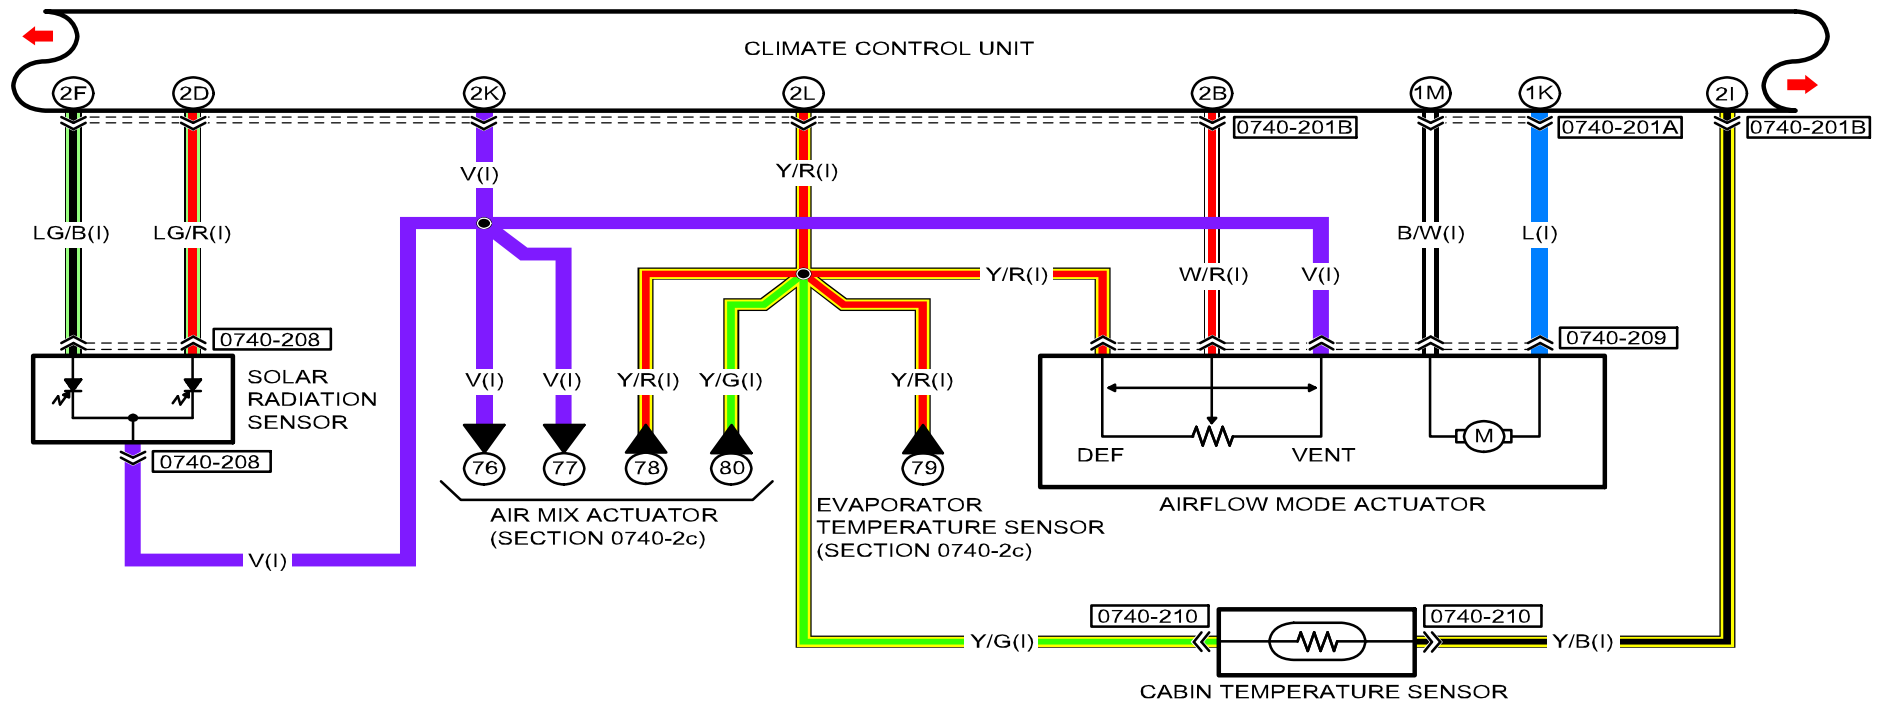 CLIMATE CONTROL UNIT
2F 2D 2K 2L 2B 1M 1K 2I
0740-201B 0740-201A 0740-201B
V(I) Y/R(I)
LG/B(I) LG/R(I) B/W(I) L(I)
Y/R(I) W/R(I) V(I)
0740-208 0740-209
SOLAR
RADIATION
SENSOR
V(I) V(I) Y/R(I) Y/G(I) Y/R(I)
DEF VENT M
0740-208
76 77 78 80 79
AIR MIX ACTUATOR
(SECTION 0740-2c)
EVAPORATOR
TEMPERATURE SENSOR
(SECTION 0740-2c)
AIRFLOW MODE ACTUATOR
V(I)
0740-210 0740-210
Y/G(I) Y/B(I)
CABIN TEMPERATURE SENSOR